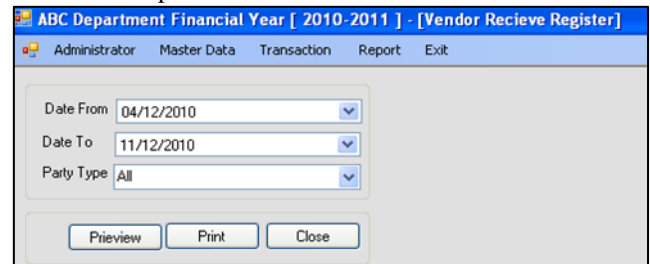 ABC Department Financial Year [ 2010-2011 ] - [Vendor Recieve Register]
Administrator Master Data Transaction Report Exit
Date From 04/12/2010
Date To 11/12/2010
Party Type All
Prieview Print Close